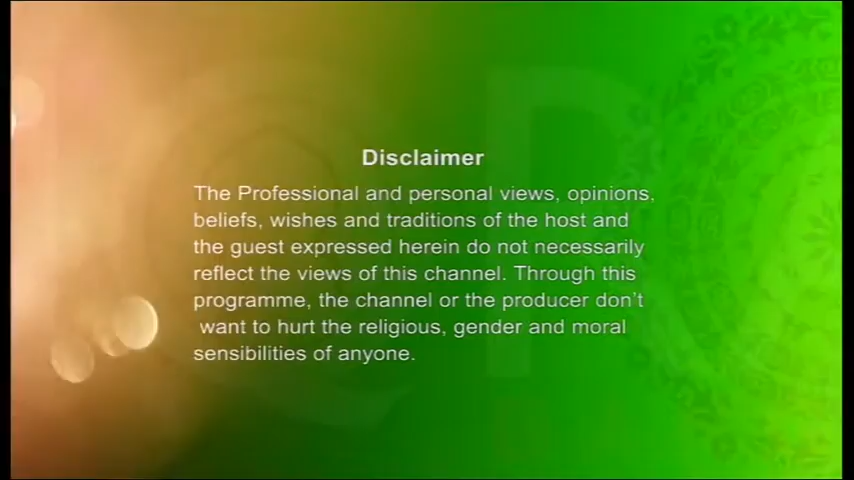 Disclaimer
The Professional and personal views, opinions,
beliefs, wishes and traditions of the host and
the guest expressed herein do not necessarily
reflect the views of this channel. Through this
programme, the channel or the producer don't
want to hurt the religious, gender and moral
sensibilities of anyone.